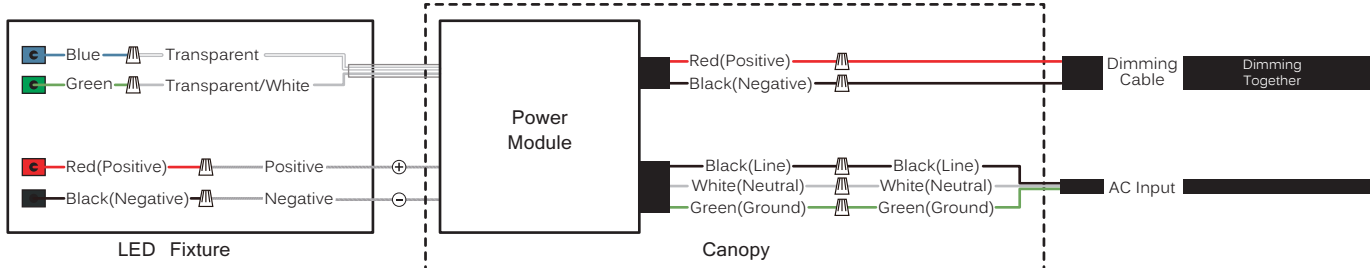 Blue
Transparent
Green
Transparent/White
Red(Positive)
Positive
Black(Negative)
Negative
LED Fixture
Power
Module
Red(Positive)
Black(Negative)
Black(Line)
Black(Line)
White(Neutral)
White(Neutral)
Green(Ground)
Green(Ground)
Canopy
Dimming
Cable
Dimming
Together
AC Input